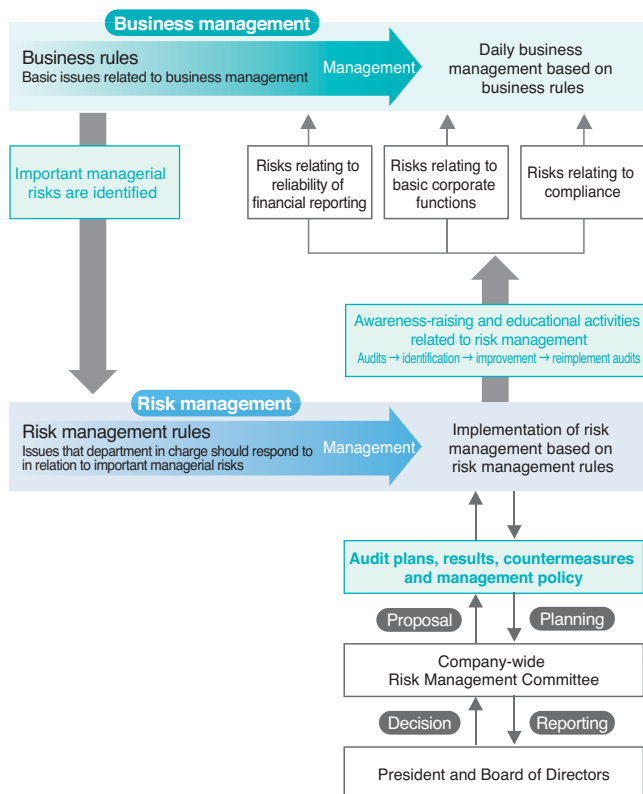 Business management
Business rules
Basic issues related to business management
Management
Daily business
management based on
business rules
Important managerial
risks are identified
Risks relating to
reliability of
financial reporting
Risks relating to
basic corporate
functions
Risks relating to
compliance
Awareness-raising and educational activities
related to risk management
Audits → identification → improvement → reimplement audits
Risk management
Risk management rules
Issues that department in charge should respond to
in relation to important managerial risks
Management
Implementation of risk
management based on
risk management rules
Audit plans, results, countermeasures
and management policy
Proposal
Planning
Company-wide
Risk Management Committee
Decision
Reporting
President and Board of Directors